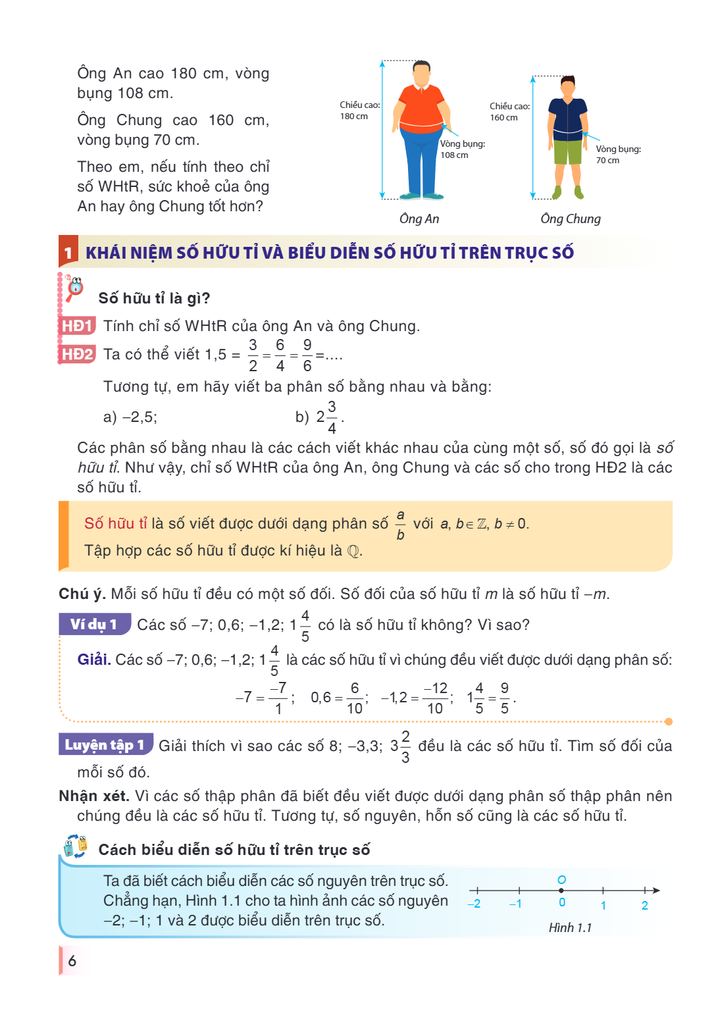 Ông An cao 180 cm, vòng
bụng 108 cm.
Ông Chung cao 160 cm,
vòng bụng 70 cm.
Theo em, nếu tính theo chỉ
số WHtR, sức khoẻ của ông
An hay ông Chung tốt hơn?
Chiều cao:
180 cm
Vòng bụng:
108 cm
Ông An
Chiều cao:
160 cm
Vòng bụng:
70 cm
Ông Chung
1 KHÁI NIỆM SỐ HỮU TỈ VÀ BIỂU DIỄN SỐ HỮU TỈ TRÊN TRỤC SỐ
Số hữu tỉ là gì?
HĐ1 Tính chỉ số WHtR của ông An và ông Chung.
HĐ2 Ta có thể viết 1,5 = 3/2 = 6/4 = 9/6 =....
Tương tự, em hãy viết ba phân số bằng nhau và bằng:
a) –2,5; b) 2 3/4 .
Các phân số bằng nhau là các cách viết khác nhau của cùng một số, số đó gọi là số
hữu tỉ. Như vậy, chỉ số WHtR của ông An, ông Chung và các số cho trong HĐ2 là các
số hữu tỉ.
Số hữu tỉ là số viết được dưới dạng phân số a/b với a, b ∈ ℤ, b ≠ 0.
Tập hợp các số hữu tỉ được kí hiệu là ℚ.
Chú ý. Mỗi số hữu tỉ đều có một số đối. Số đối của số hữu tỉ m là số hữu tỉ –m.
Ví dụ 1 Các số –7; 0,6; –1,2; 1 4/5 có là số hữu tỉ không? Vì sao?
Giải. Các số –7; 0,6; –1,2; 1 4/5 là các số hữu tỉ vì chúng đều viết được dưới dạng phân số:
–7 = –7/1 ; 0,6 = 6/10 ; –1,2 = –12/10 ; 1 4/5 = 9/5 .
Luyện tập 1 Giải thích vì sao các số 8; –3,3; 3 2/3 đều là các số hữu tỉ. Tìm số đối của
mỗi số đó.
Nhận xét. Vì các số thập phân đã biết đều viết được dưới dạng phân số thập phân nên
chúng đều là các số hữu tỉ. Tương tự, số nguyên, hỗn số cũng là các số hữu tỉ.
Cách biểu diễn số hữu tỉ trên trục số
Ta đã biết cách biểu diễn các số nguyên trên trục số.
Chẳng hạn, Hình 1.1 cho ta hình ảnh các số nguyên
–2; –1; 1 và 2 được biểu diễn trên trục số.
O
–2 –1 0 1 2
Hình 1.1
6